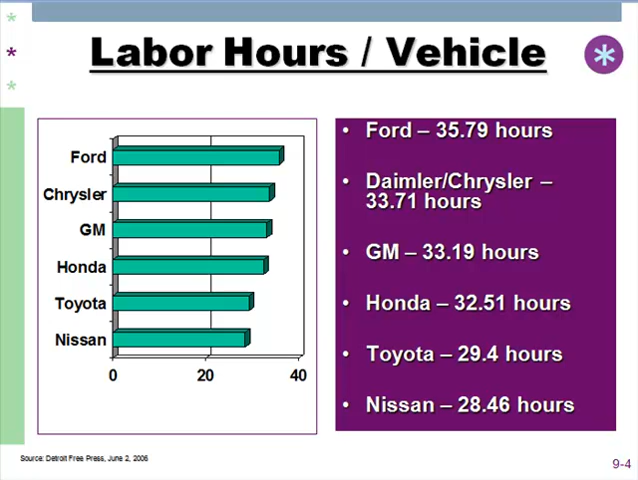 Labor Hours / Vehicle
Ford
Chrysler
GM
Honda
Toyota
Nissan
0 20 40
• Ford – 35.79 hours
• Daimler/Chrysler –
33.71 hours
• GM – 33.19 hours
• Honda – 32.51 hours
• Toyota – 29.4 hours
• Nissan – 28.46 hours
Source: Detroit Free Press, June 2, 2006
9-4